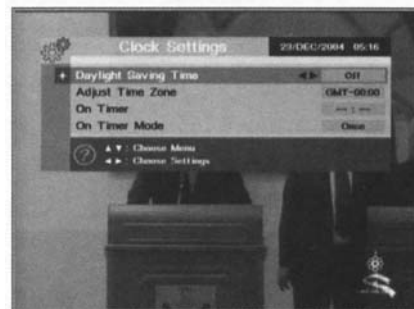 Clock Settings 29/DEC/2004 05:16
Daylight Saving Time Off
Adjust Time Zone GMT-00:00
On Timer -- : --
On Timer Mode Once
? ▲ ▼ : Choose Menu
◄ ► : Choose Settings